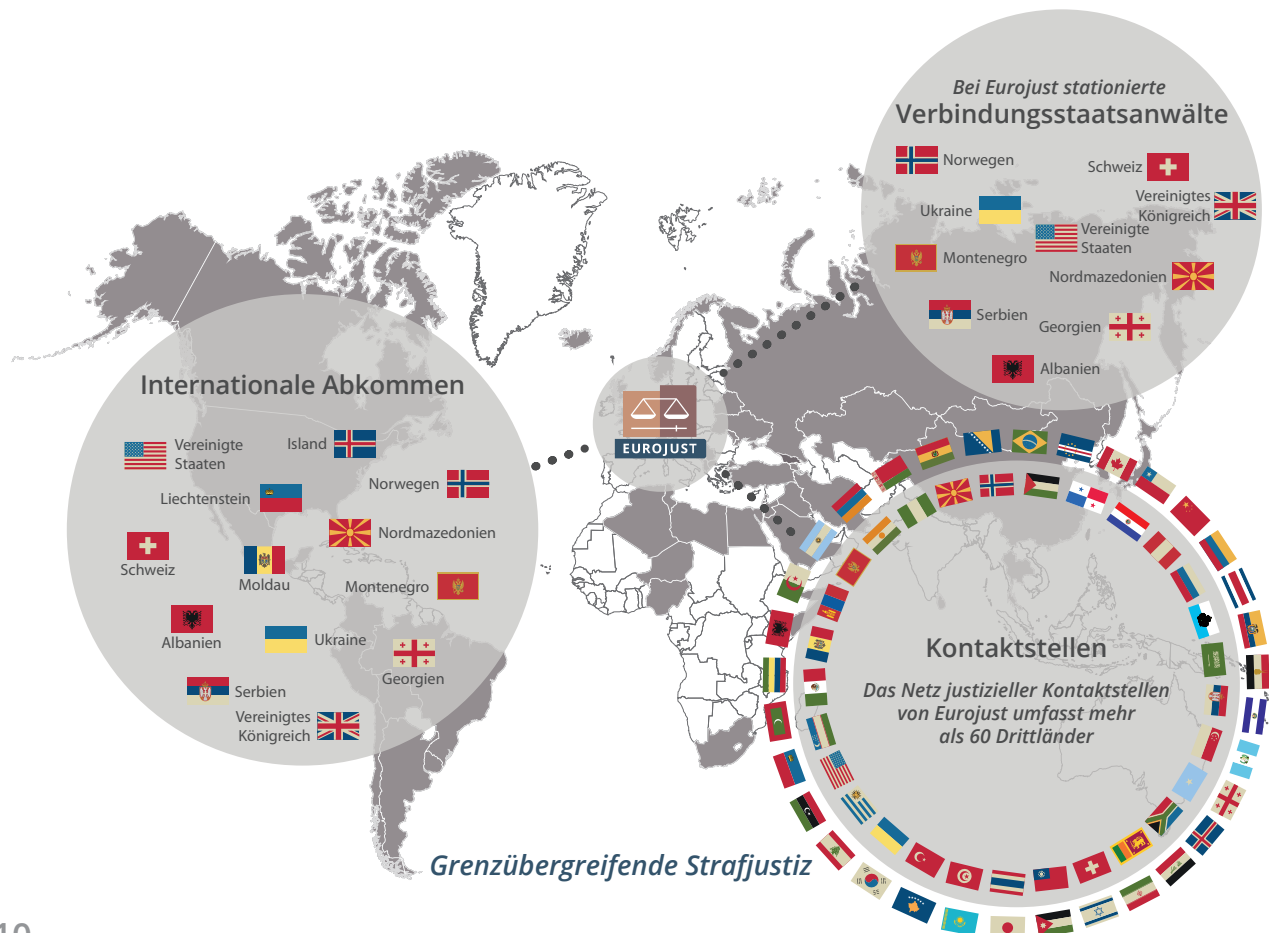 Bei Eurojust stationierte
Verbindungsstaatsanwälte
Norwegen
Schweiz
Ukraine
Vereinigtes
Königreich
Vereinigte
Staaten
Montenegro
Nordmazedonien
Serbien
Georgien
Albanien
Internationale Abkommen
Vereinigte
Staaten
Island
Norwegen
Liechtenstein
Nordmazedonien
Schweiz
Moldau
Montenegro
Albanien
Ukraine
Georgien
Serbien
Vereinigtes
Königreich
EUROJUST
Kontaktstellen
Das Netz justizieller Kontaktstellen
von Eurojust umfasst mehr
als 60 Drittländer
Grenzübergreifende Strafjustiz